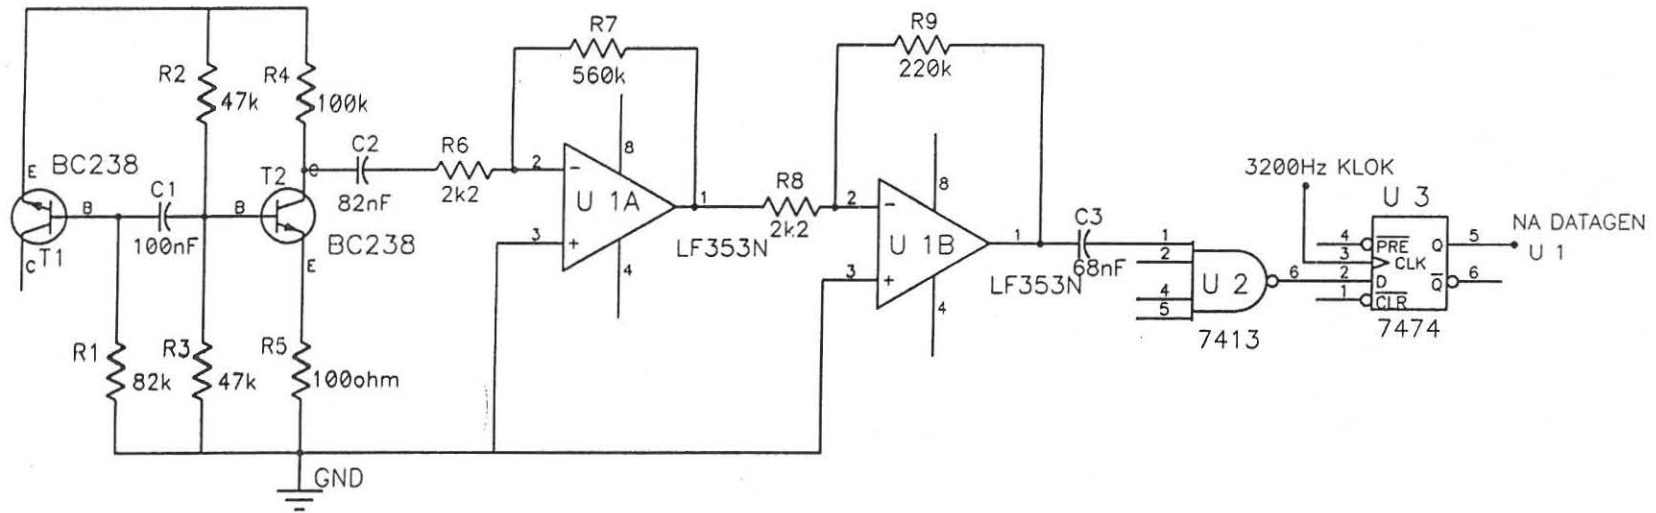 R7
560k
R9
220k
R2
47k
R4
100k
E
BC238
T1
C
B
C1
100nF
B
T2
C
BC238
E
C2
82nF
R6
2k2
2
3
8
U 1A
4
1
LF353N
R8
2k2
2
3
8
U 1B
4
1
LF353N
C3
68nF
1
2
4
5
U 2
6
7413
3200Hz KLOK
U 3
4
3
2
1
PRE
CLK
D
CLR
Q
Q
5
6
7474
NA DATAGEN
U 1
R1
82k
R3
47k
R5
100ohm
GND